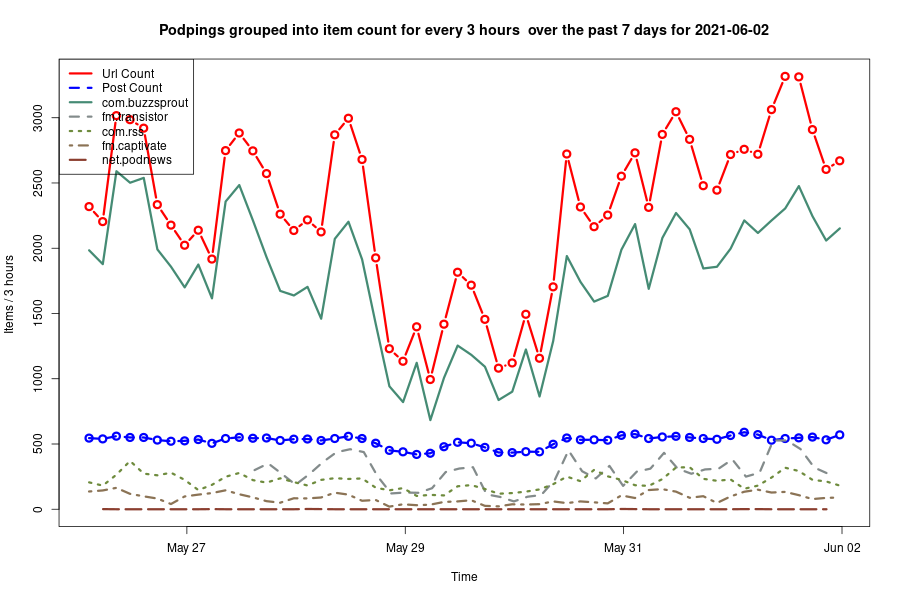 Podpings grouped into item count for every 3 hours  over the past 7 days for 2021-06-02
Url Count
Post Count
com.buzzsprout
fm.transistor
com.rss
fm.captivate
net.podnews
Items / 3 hours
3000
2500
2000
1500
1000
500
0
May 27
May 29
May 31
Jun 02
Time